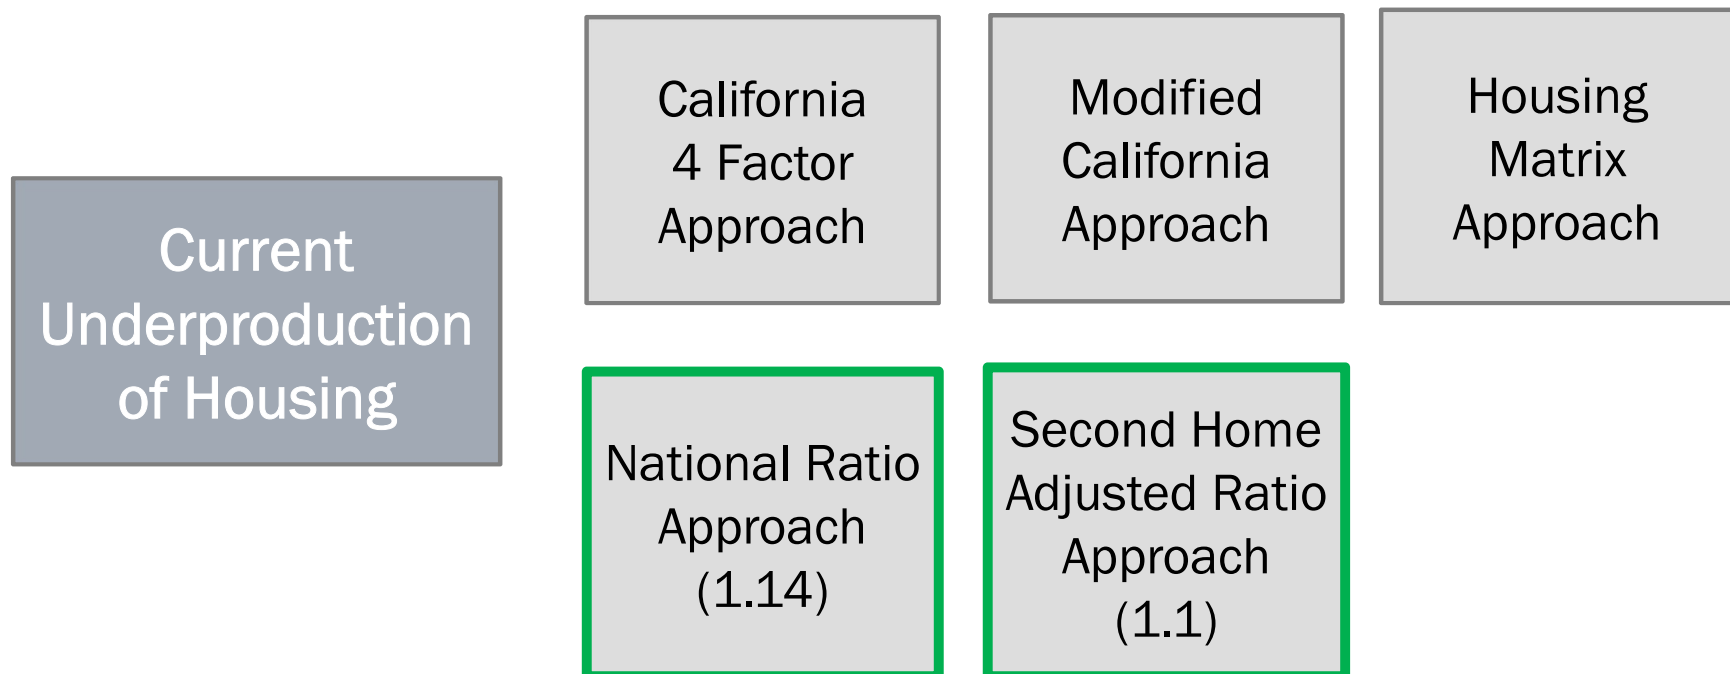 Current
Underproduction
of Housing
California
4 Factor
Approach
Modified
California
Approach
Housing
Matrix
Approach
National Ratio
Approach
(1.14)
Second Home
Adjusted Ratio
Approach
(1.1)